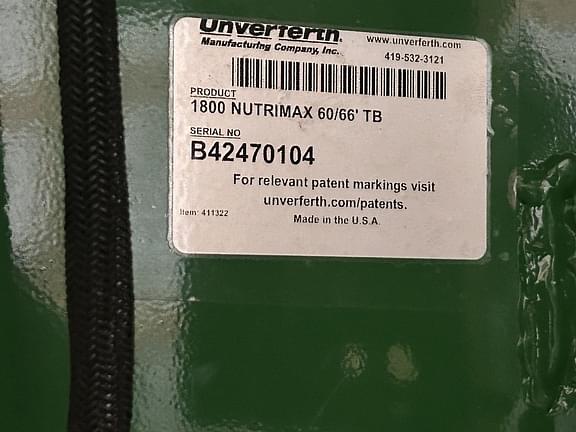 Unverferth
Manufacturing Company, Inc.
www.unverferth.com
419-532-3121
PRODUCT
1800 NUTRIMAX 60/66' TB
SERIAL NO
B42470104
For relevant patent markings visit
unverferth.com/patents.
Item: 411322
Made in the U.S.A.